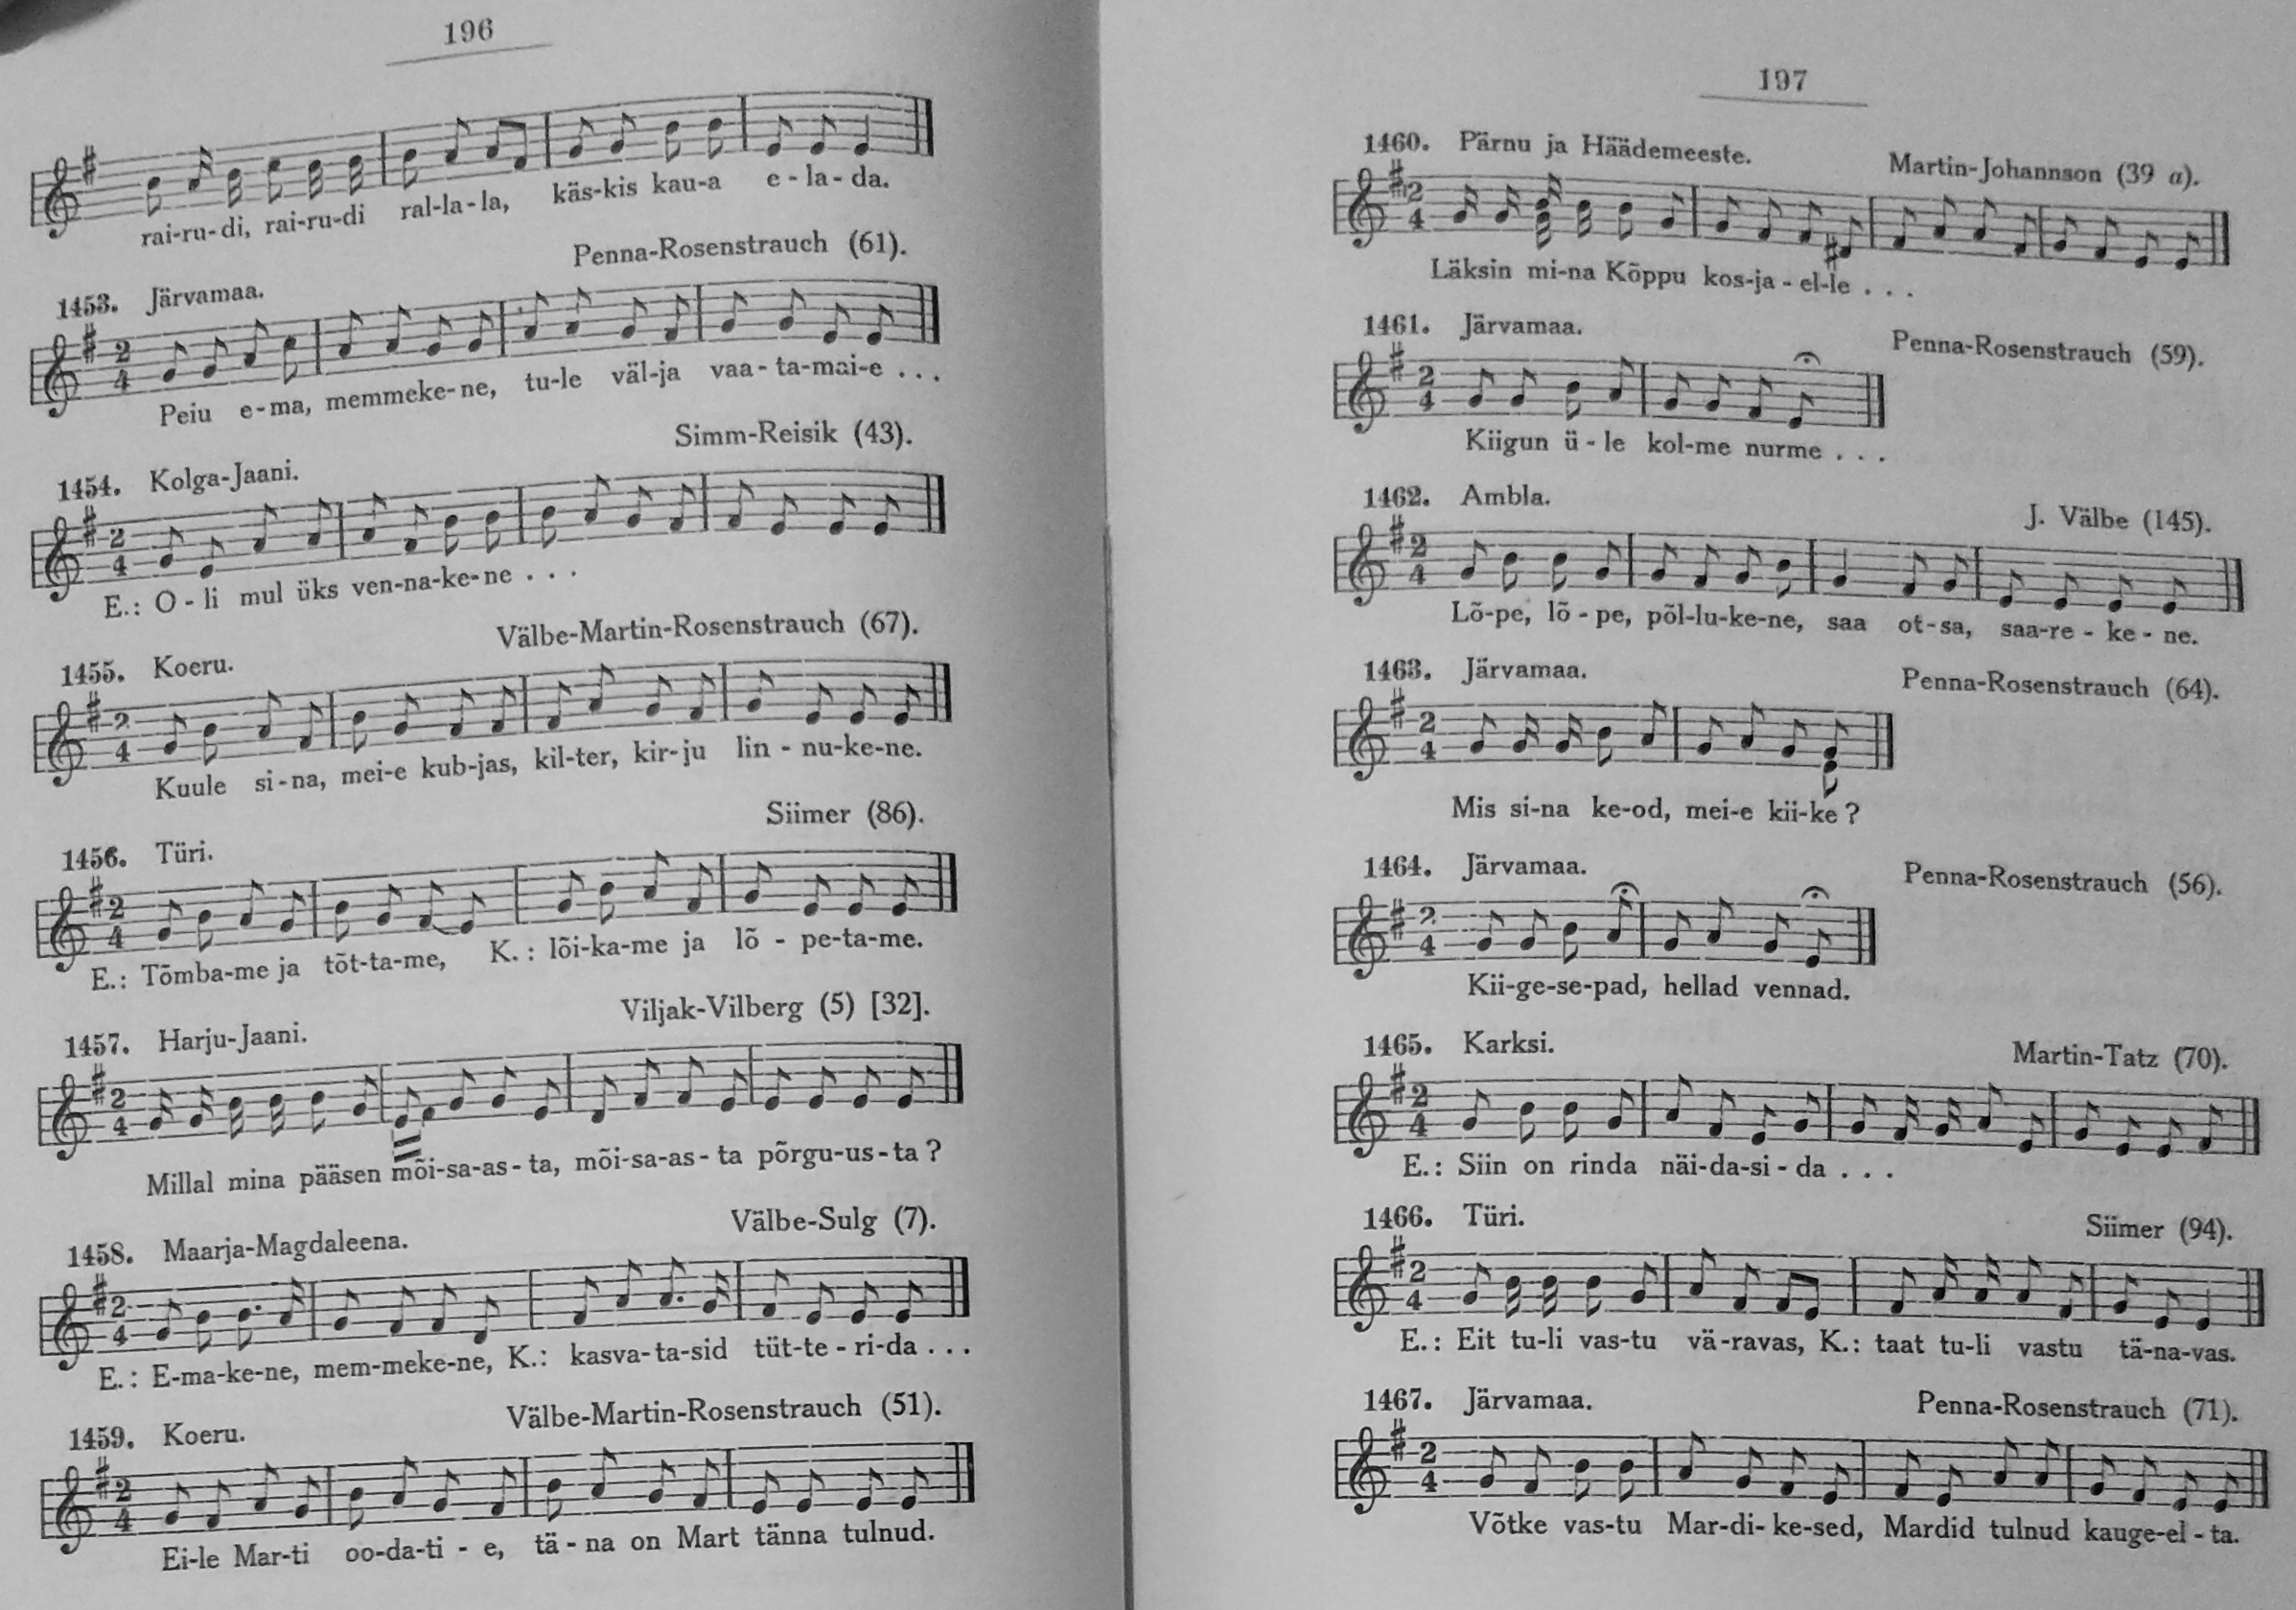 196
rai-ru-di, rai-ru-di ral-la-la, käs-kis kau-a e-la-da.
Penna-Rosenstrauch (61).
1453. Järvamaa.
2
4
Peiu e-ma, memmeke-ne, tu-le väl-ja vaa-ta-mai-e . . .
Simm-Reisik (43).
1454. Kolga-Jaani.
2
4
E.: O-li mul üks ven-na-ke-ne . . .
Välbe-Martin-Rosenstrauch (67).
1455. Koeru.
2
4
Kuule si-na, mei-e kub-jas, kil-ter, kir-ju lin-nu-ke-ne.
Siimer (86).
1456. Türi.
2
4
E.: Tõmba-me ja tõt-ta-me, K.: lõi-ka-me ja lõ-pe-ta-me.
Viljak-Vilberg (5) [32].
1457. Harju-Jaani.
2
4
Millal mina pääsen mõi-sa-as-ta, mõi-sa-as-ta põrgu-us-ta?
Välbe-Sulg (7).
1458. Maarja-Magdaleena.
2
4
E.: E-ma-ke-ne, mem-meke-ne, K.: kasva-ta-sid tüt-te-ri-da . . .
Välbe-Martin-Rosenstrauch (51).
1459. Koeru.
2
4
Ei-le Mar-ti oo-da-ti-e, tä-na on Mart tänna tulnud.
197
1460. Pärnu ja Häädemeeste.
Martin-Johannson (39 a).
2
4
Läksin mi-na Kõppu kos-ja-el-le . . .
1461. Järvamaa.
Penna-Rosenstrauch (59).
2
4
Kiigun ü-le kol-me nurme . . .
1462. Ambla.
J. Välbe (145).
2
4
Lõ-pe, lõ-pe, põl-lu-ke-ne, saa ot-sa, saa-re-ke-ne.
1463. Järvamaa.
Penna-Rosenstrauch (64).
2
4
Mis si-na ke-od, mei-e kii-ke?
1464. Järvamaa.
Penna-Rosenstrauch (56).
2
4
Kii-ge-se-pad, hellad vennad.
1465. Karksi.
Martin-Tatz (70).
2
4
E.: Siin on rinda näi-da-si-da . . .
1466. Türi.
Siimer (94).
2
4
E.: Eit tu-li vas-tu vä-ravas, K.: taat tu-li vastu tä-na-vas.
1467. Järvamaa.
Penna-Rosenstrauch (71).
2
4
Võtke vas-tu Mar-di-ke-sed, Mardid tulnud kauge-el-ta.